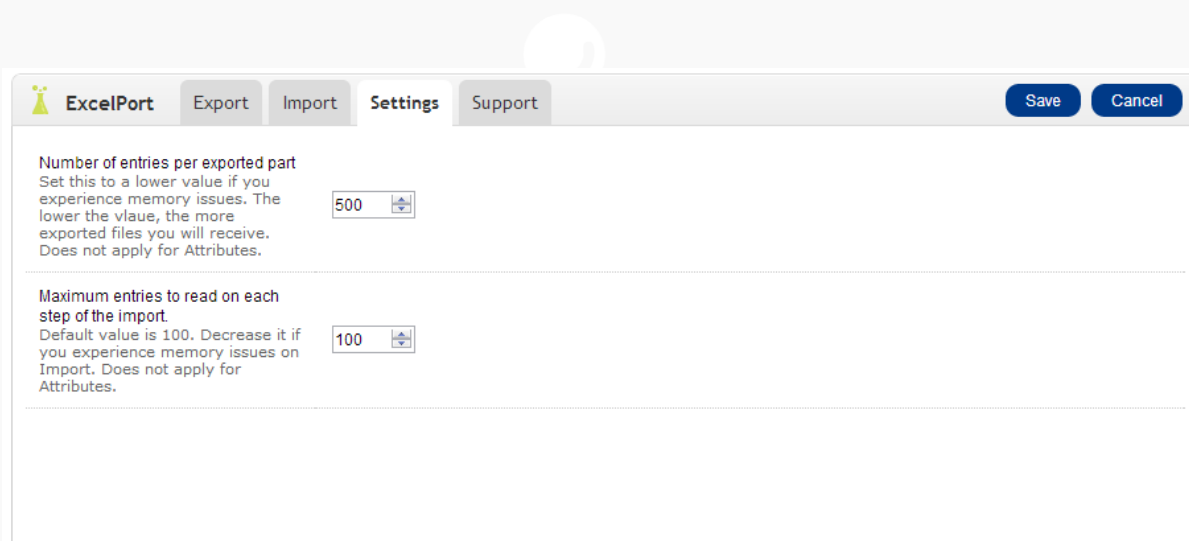 ExcelPort Export Import Settings Support Save Cancel
Number of entries per exported part
Set this to a lower value if you
experience memory issues. The
lower the vlaue, the more
exported files you will receive.
Does not apply for Attributes.
500
Maximum entries to read on each
step of the import.
Default value is 100. Decrease it if
you experience memory issues on
Import. Does not apply for
Attributes.
100